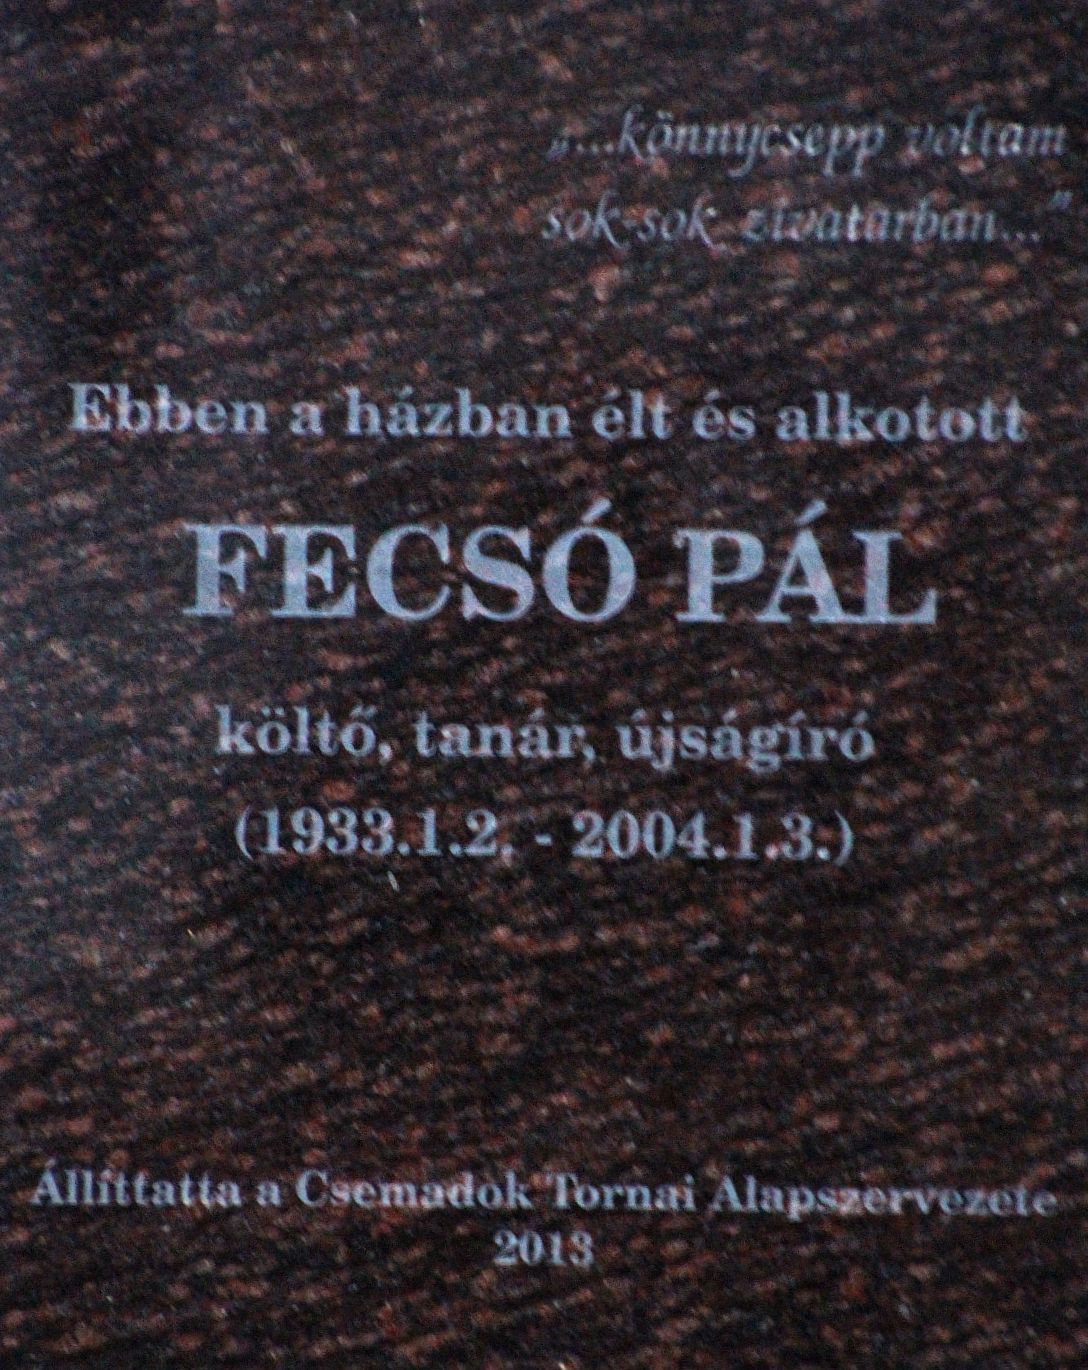 „...könnycsepp voltam
sok-sok zivatarban...”
Ebben a házban élt és alkotott
FECSÓ PÁL
költő, tanár, újságíró
(1933.1.2. - 2004.1.3.)
Állíttatta a Csemadok Tornai Alapszervezete
2013